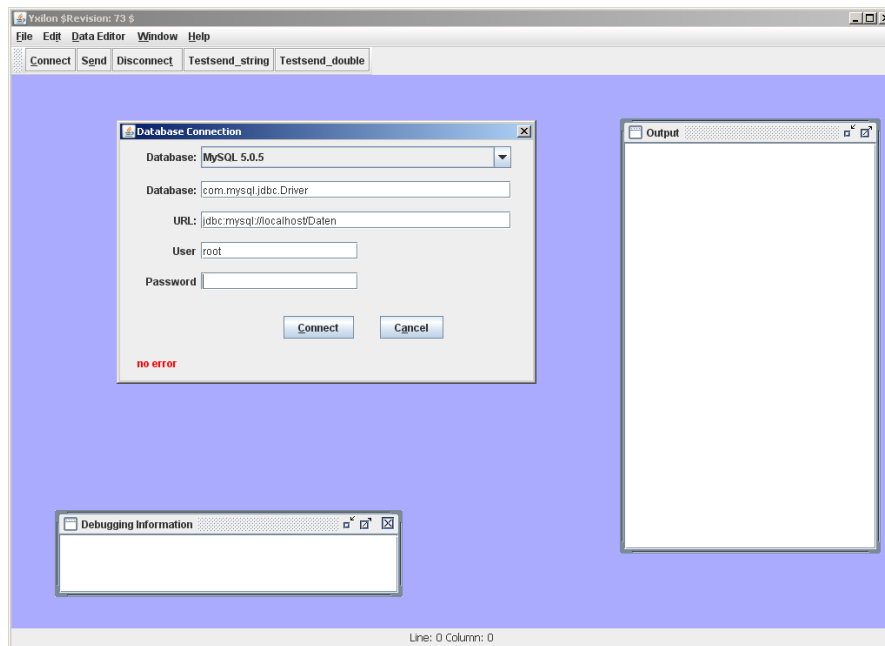 Yxilon $Revision: 73 $
File Edit Data Editor Window Help
Connect Send Disconnect Testsend_string Testsend_double
Database Connection
Database: MySQL 5.0.5
Database: com.mysql.jdbc.Driver
URL: jdbc:mysql://localhost/Daten
User root
Password
Connect Cancel
no error
Output
Debugging Information
Line: 0 Column: 0